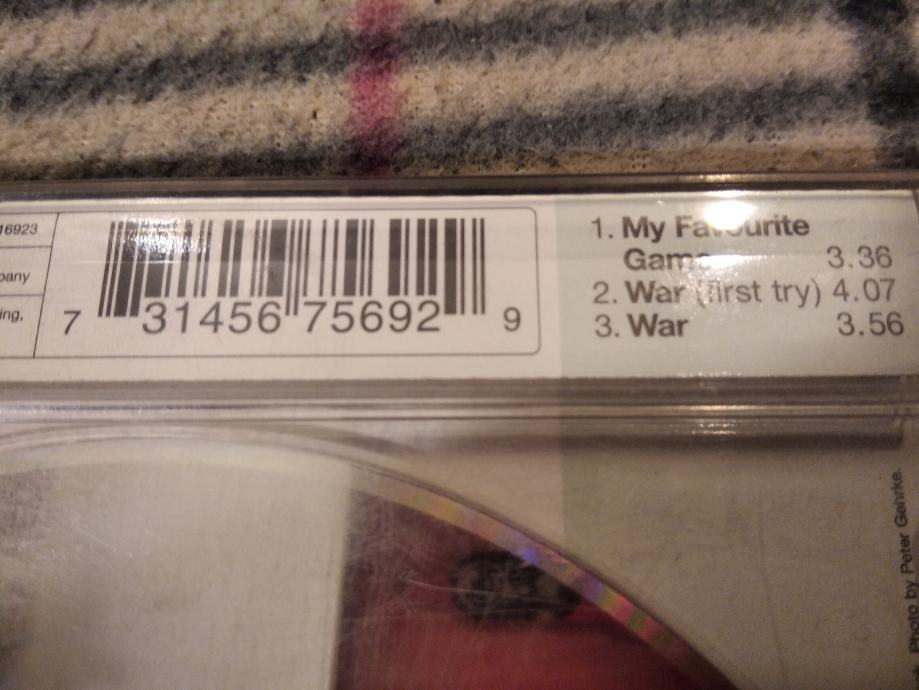 16923
pany
ing,
7 31456 75692 9
1. My Favourite
Game 3.36
2. War (first try) 4.07
3. War 3.56
Photo by Peter Gehrke.